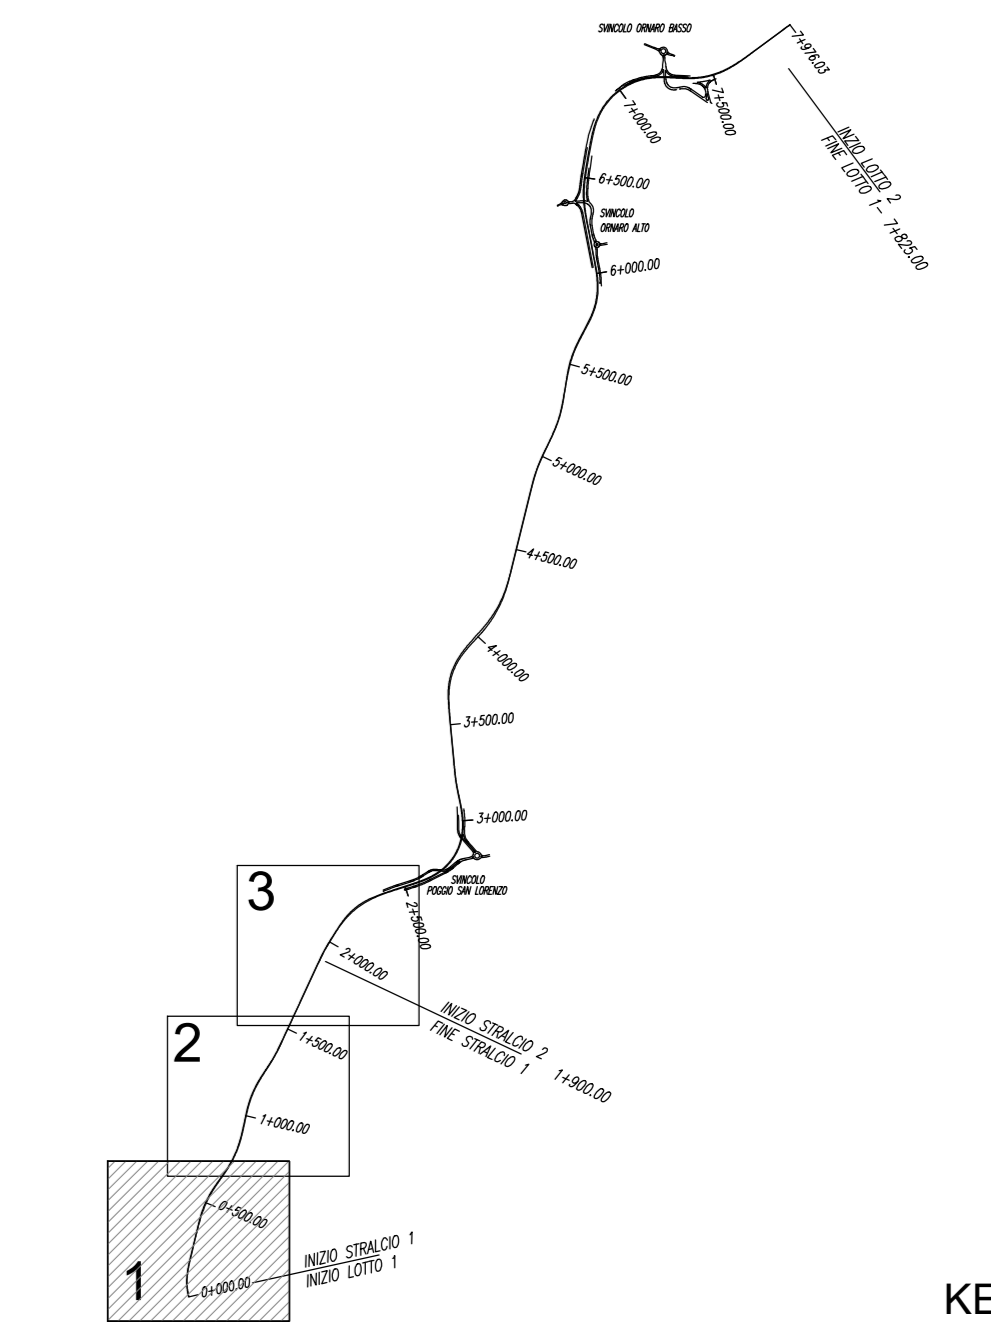 SVINCOLO ORNARO BASSO
7+976.03
7+500.00
7+000.00
INZIO LOTTO 2
FINE LOTTO 1- 7+825.00
6+500.00
SVINCOLO
ORNARO ALTO
6+000.00
5+500.00
5+000.00
4+500.00
4+000.00
3+500.00
3+000.00
SVINCOLO
POGGIO SAN LORENZO
3
2+500.00
2+000.00
INIZIO STRALCIO 2
FINE STRALCIO 1 1+900.00
2
1+500.00
1+000.00
0+500.00
1
0+000.00
INIZIO STRALCIO 1
INIZIO LOTTO 1
KE